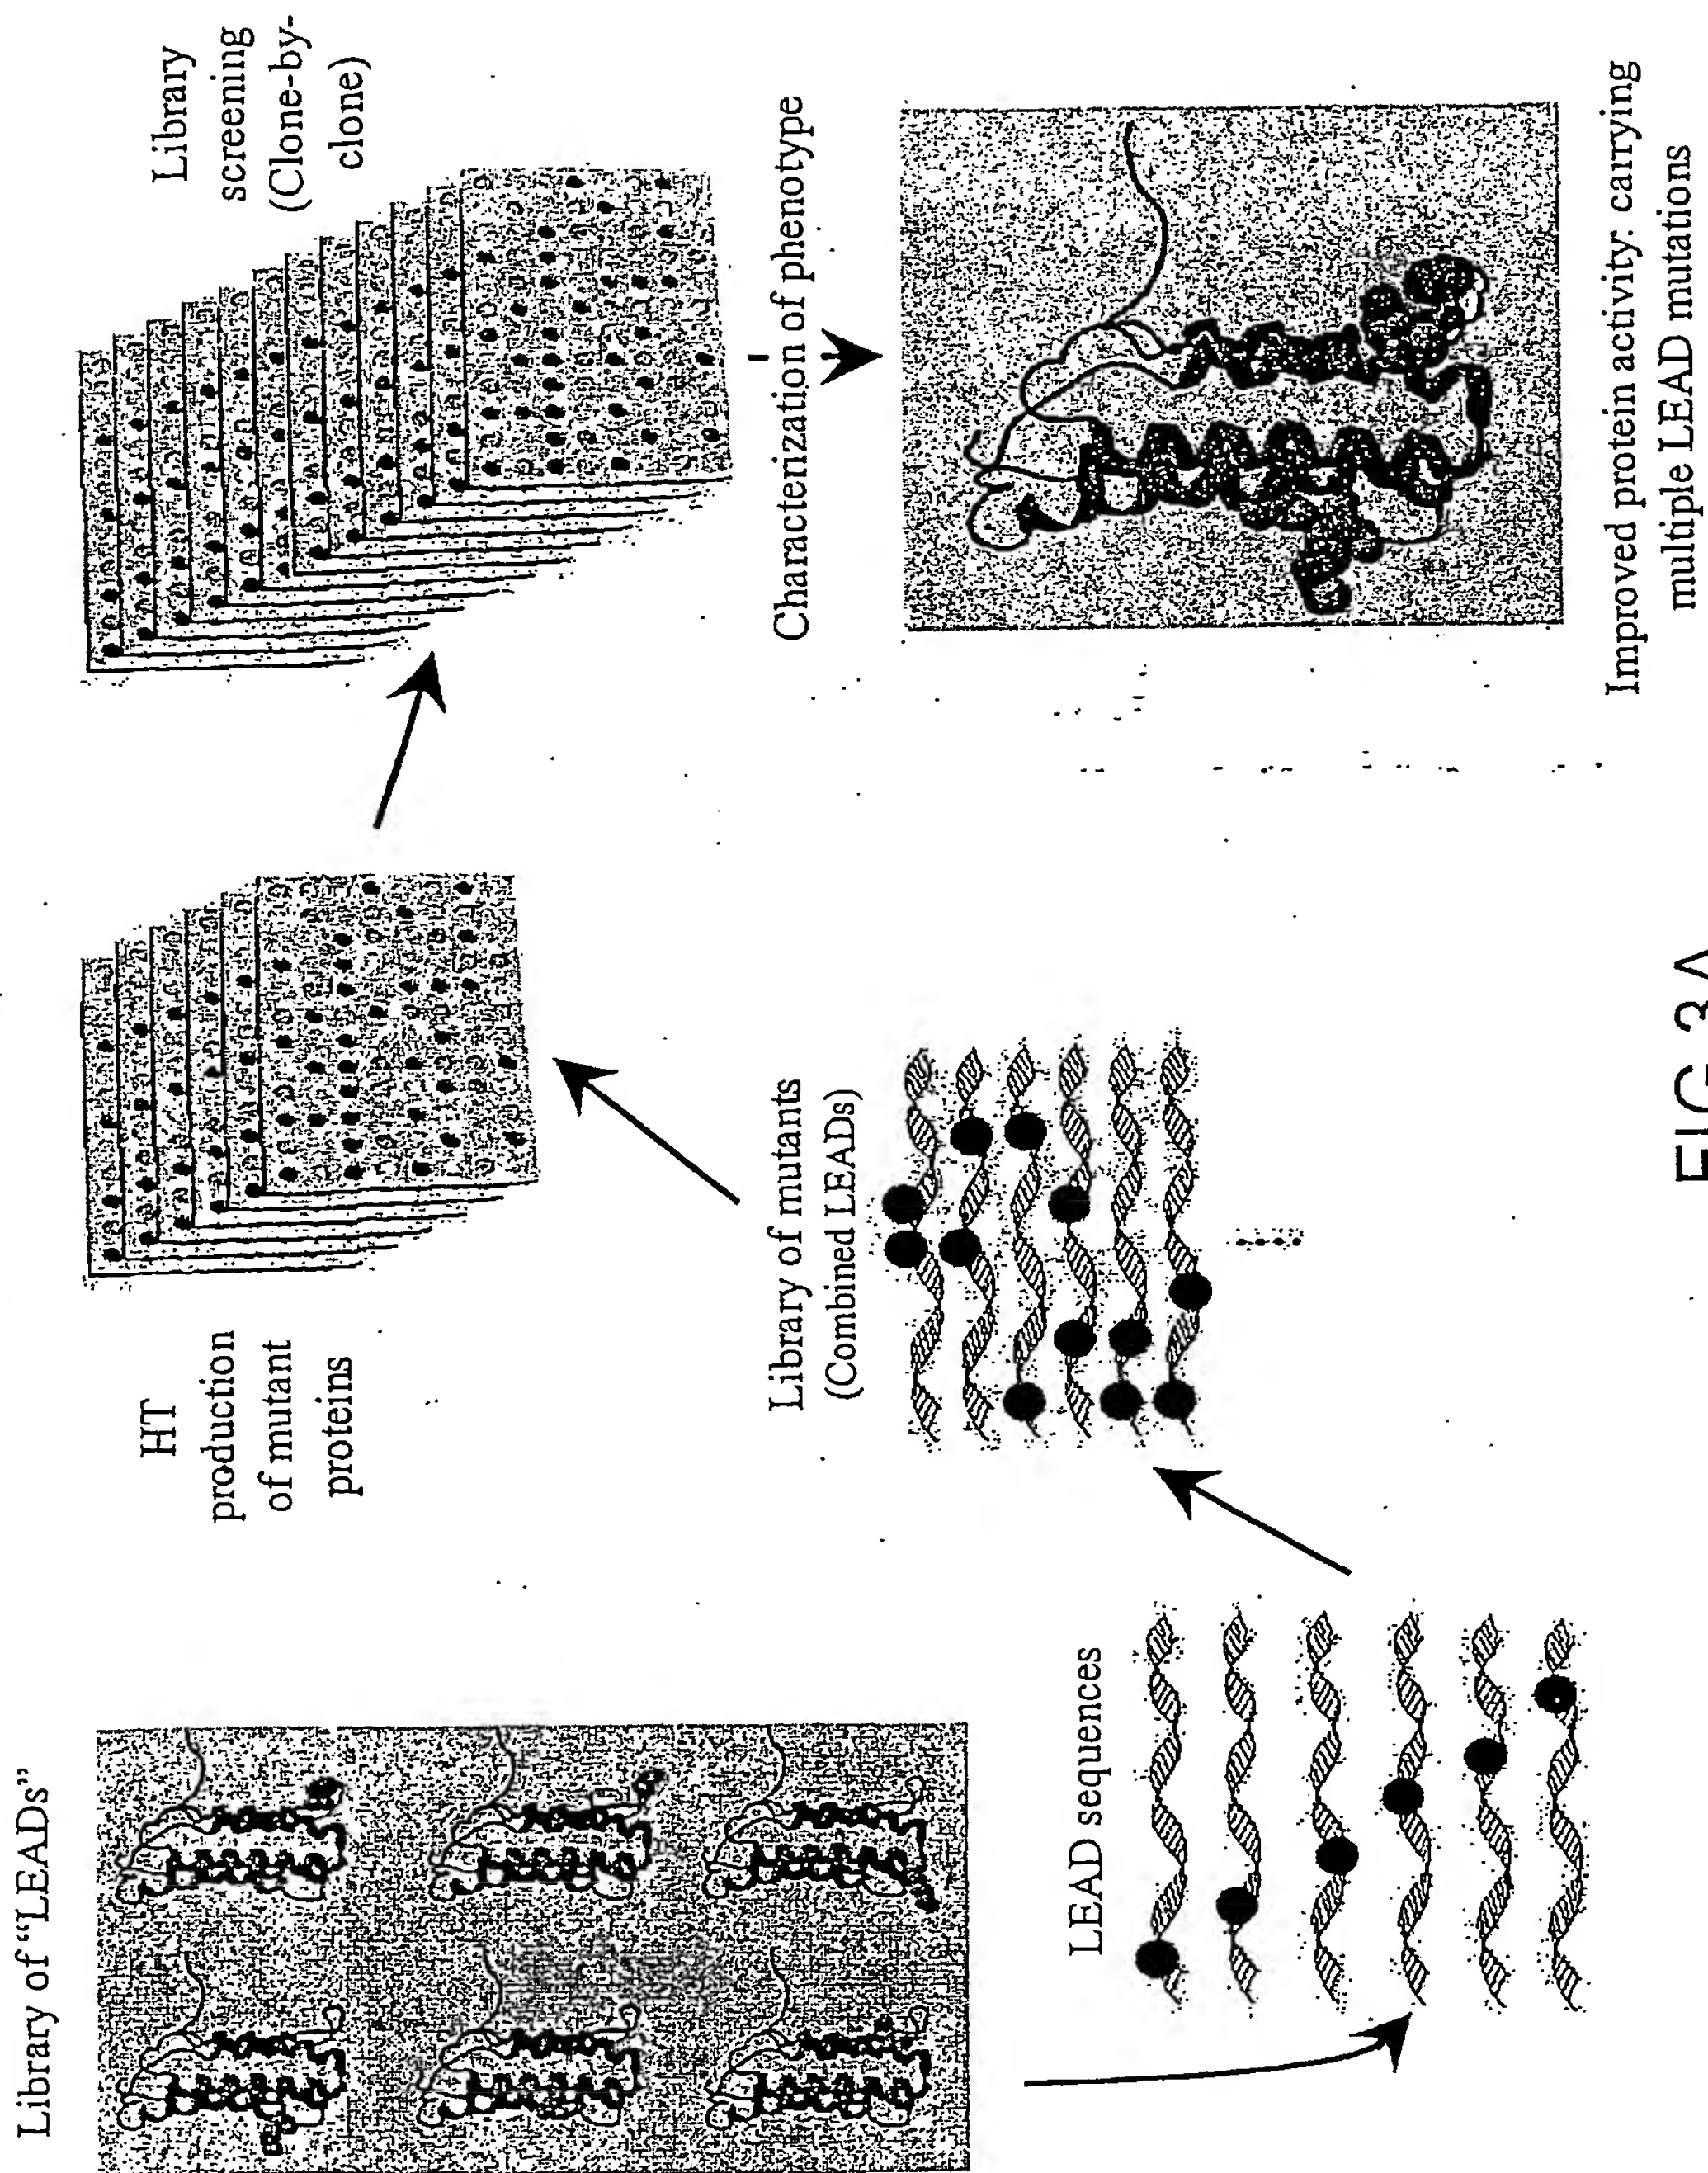 Library of "LEADs"
LEAD sequences
Library of mutants
(Combined LEADs)
HT
production
of mutant
proteins
Library
screening
(Clone-by-
clone)
Characterization of phenotype
Improved protein activity: carrying
multiple LEAD mutations
FIG 3A